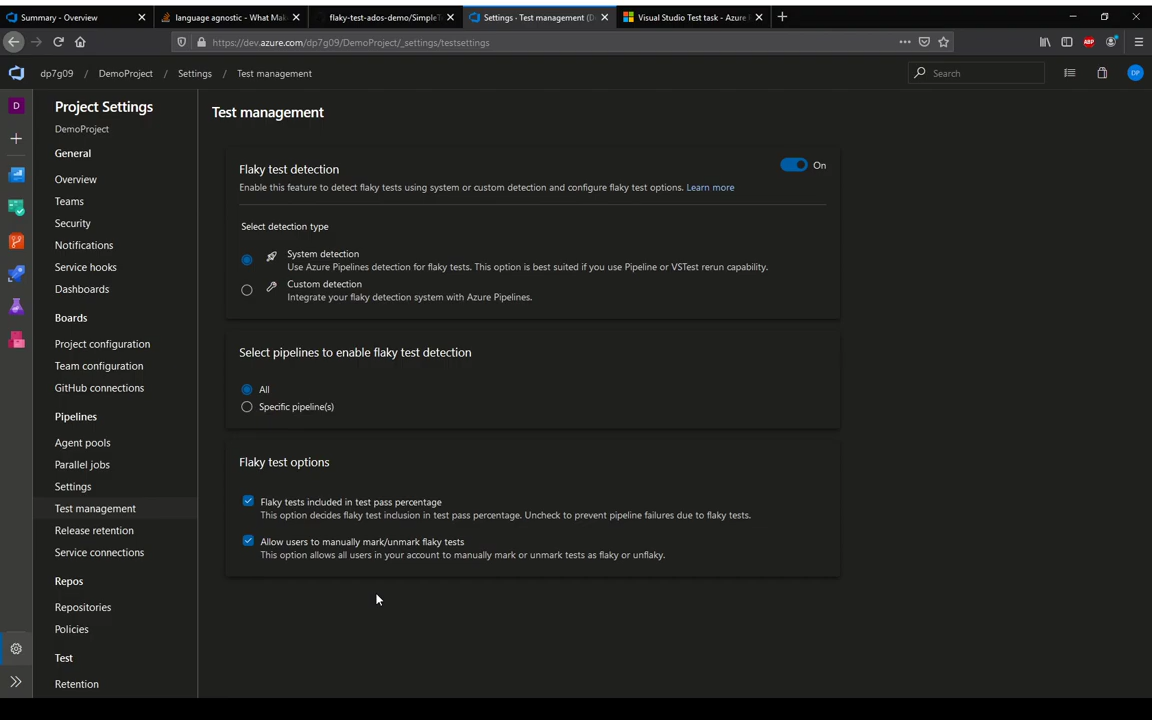 Summary - Overview
language agnostic - What Mak
flaky-test-ados-demo/SimpleT
Settings - Test management (D
Visual Studio Test task - Azure P
https://dev.azure.com/dp7g09/DemoProject/_settings/testsettings
ABP
dp7g09 / DemoProject / Settings / Test management
Search
DP
D
Project Settings
DemoProject
General
Overview
Teams
Security
Notifications
Service hooks
Dashboards
Boards
Project configuration
Team configuration
GitHub connections
Pipelines
Agent pools
Parallel jobs
Settings
Test management
Release retention
Service connections
Repos
Repositories
Policies
Test
Retention
Test management
Flaky test detection
On
Enable this feature to detect flaky tests using system or custom detection and configure flaky test options. Learn more
Select detection type
System detection
Use Azure Pipelines detection for flaky tests. This option is best suited if you use Pipeline or VSTest rerun capability.
Custom detection
Integrate your flaky detection system with Azure Pipelines.
Select pipelines to enable flaky test detection
All
Specific pipeline(s)
Flaky test options
Flaky tests included in test pass percentage
This option decides flaky test inclusion in test pass percentage. Uncheck to prevent pipeline failures due to flaky tests.
Allow users to manually mark/unmark flaky tests
This option allows all users in your account to manually mark or unmark tests as flaky or unflaky.